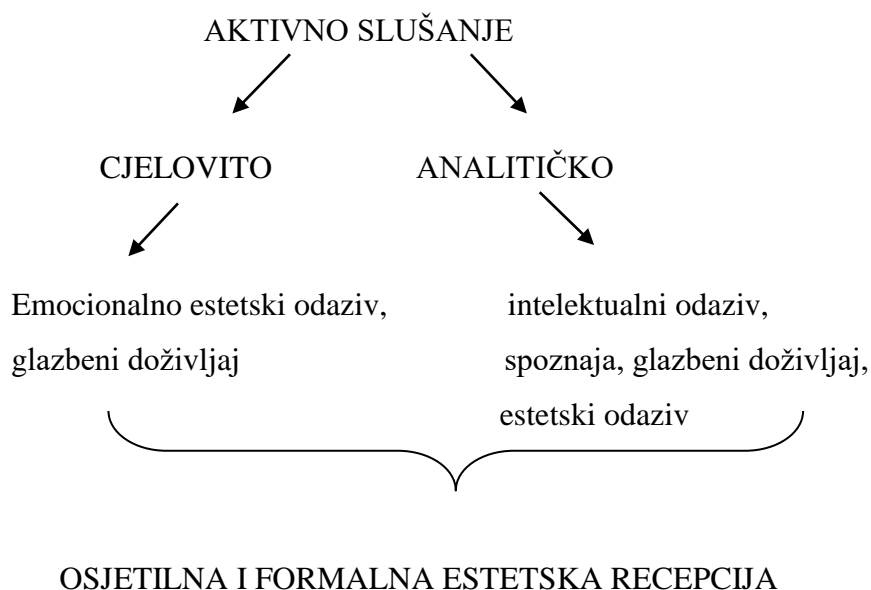 AKTIVNO SLUŠANJE
CJELOVITO
ANALITIČKO
Emocionalno estetski odaziv,
glazbeni doživljaj
intelektualni odaziv,
spoznaja, glazbeni doživljaj,
estetski odaziv
OSJETILNA I FORMALNA ESTETSKA RECEPCIJA